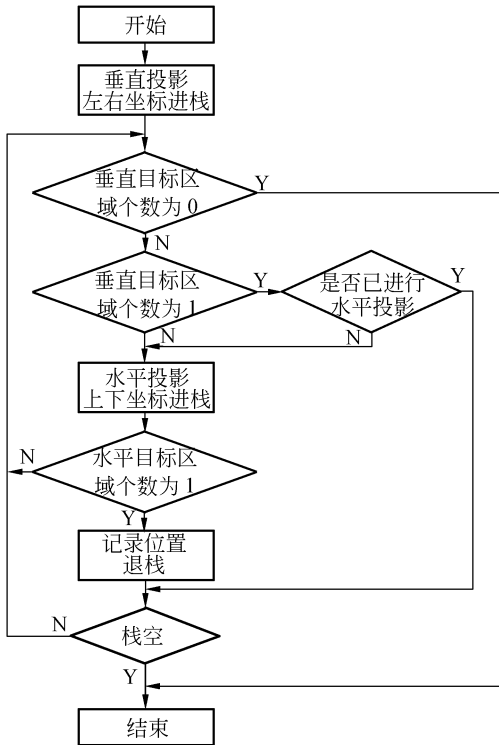 开始
垂直投影
左右坐标进栈
垂直目标区
域个数为0
Y
N
垂直目标区
域个数为1
Y
N
是否已进行
水平投影
Y
N
水平投影
上下坐标进栈
水平目标区
域个数为1
N
Y
记录位置
退栈
栈空
N
Y
结束